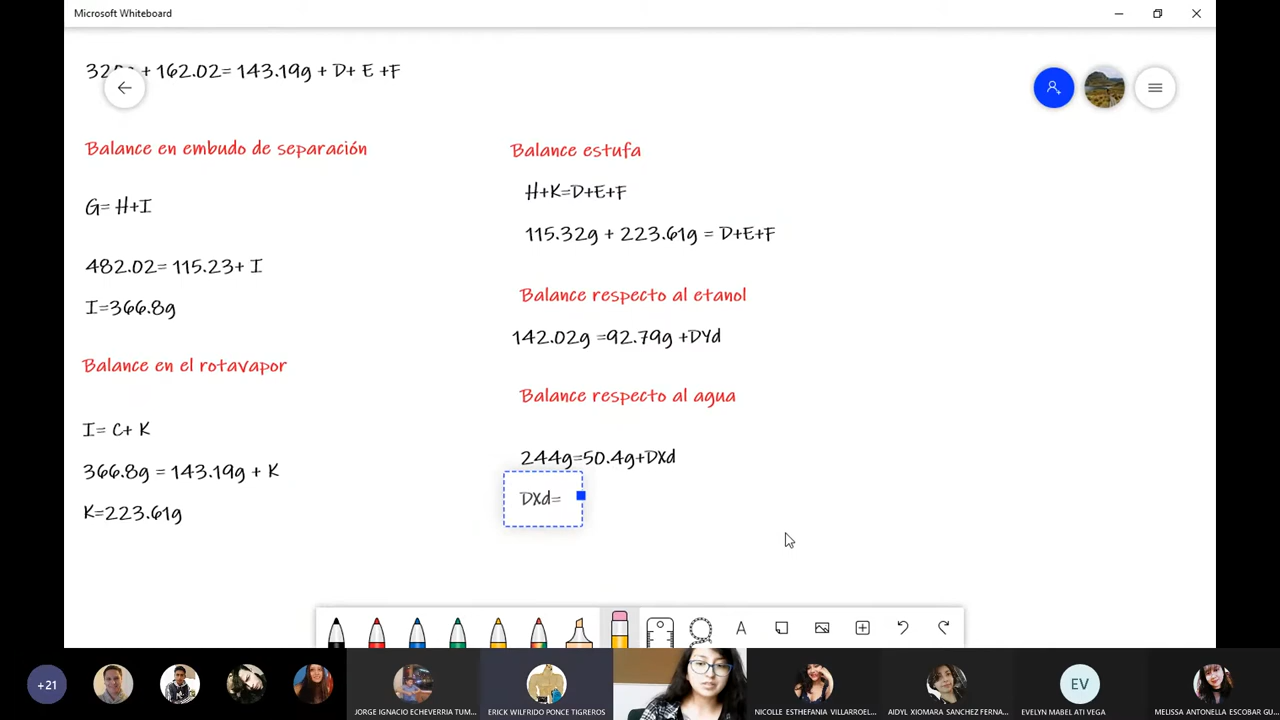 Microsoft Whiteboard
+ 162.02= 143.19g + D+ E +F
Balance en embudo de separación
G= H+I
482.02= 115.23+ I
I=366.8g
Balance en el rotavapor
I= C+ K
366.8g = 143.19g + K
K=223.61g
Balance estufa
H+K=D+E+F
115.32g + 223.61g = D+E+F
Balance respecto al etanol
142.02g =92.79g +DYd
Balance respecto al agua
244g=50.4g+DXd
DXd=
A
+21
JORGE IGNACIO ECHEVERRIA TUM...
ERICK WILFRIDO PONCE TIGREROS
NICOLLE ESTHEFANIA VILLARROEL...
AIDYL XIOMARA SANCHEZ FERNA...
EV
EVELYN MABEL ATI VEGA
MELISSA ANTONELLA ESCOBAR GU...